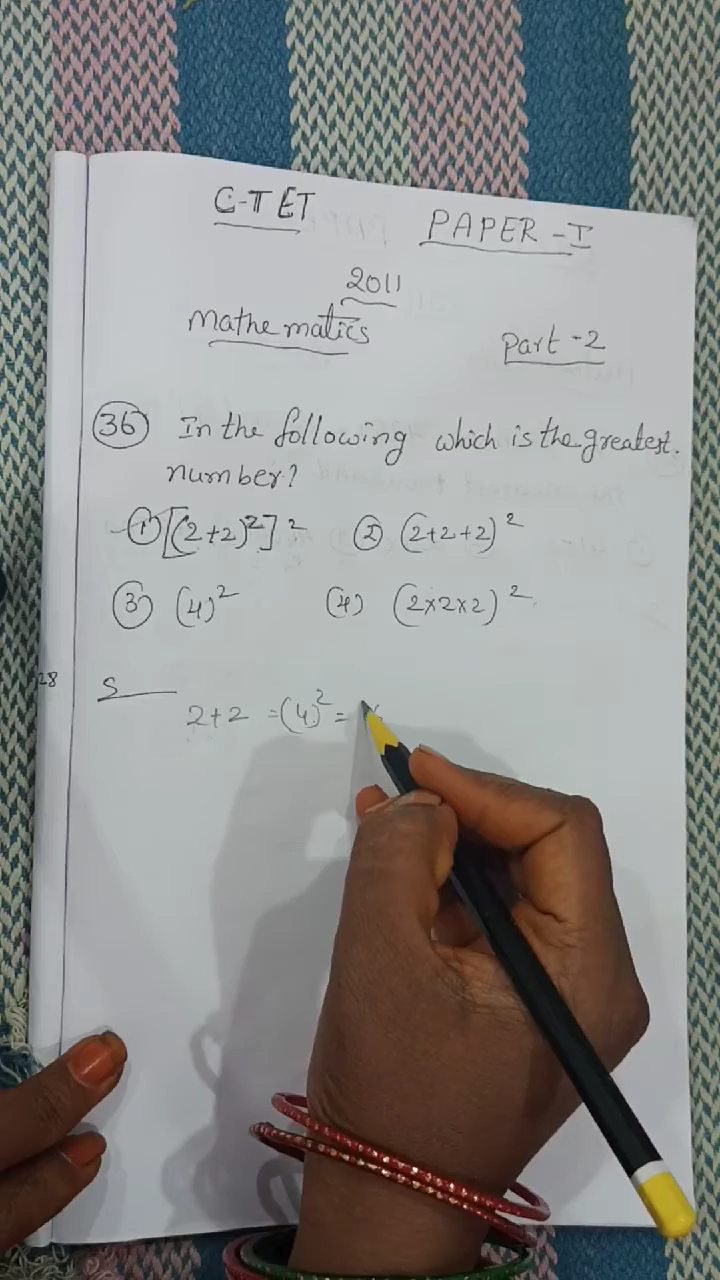 C-TET PAPER-I
2011
Mathematics Part-2
36 In the following which is the greatest
number?
1 [(2+2)²]² 2 (2+2+2)²
3 (4)² (4) (2×2×2)²
28 S
2+2 =(4)² =